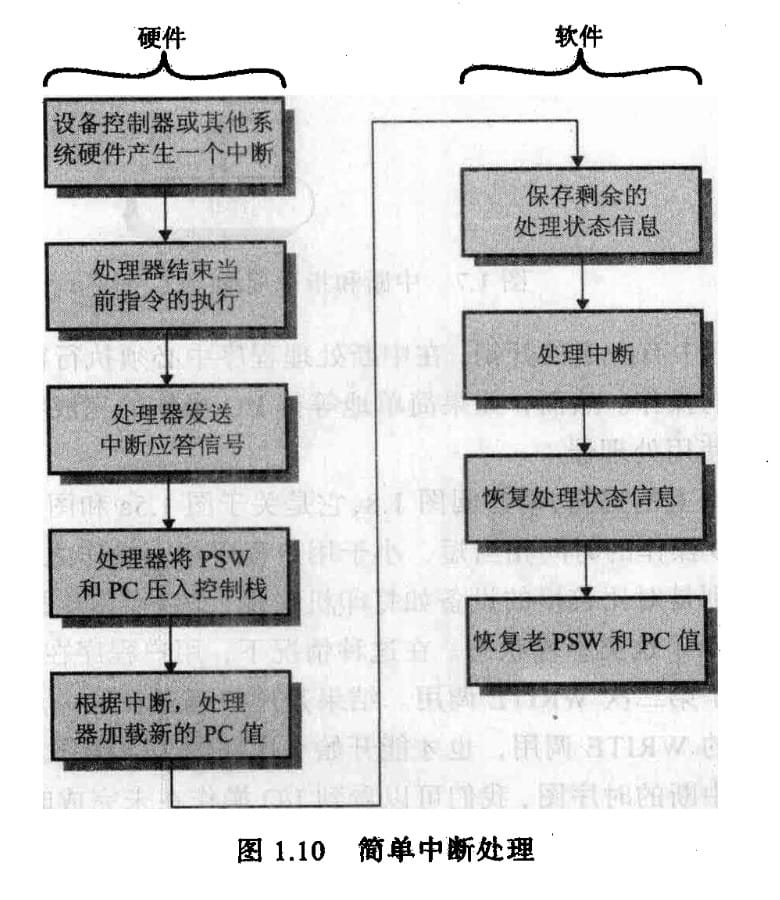 硬件
设备控制器或其他系
统硬件产生一个中断
处理器结束当
前指令的执行
处理器发送
中断应答信号
处理器将 PSW
和 PC 压入控制栈
根据中断，处理
器加载新的 PC 值
软件
保存剩余的
处理状态信息
处理中断
恢复处理状态信息
恢复老 PSW 和 PC 值
图 1.10 简单中断处理